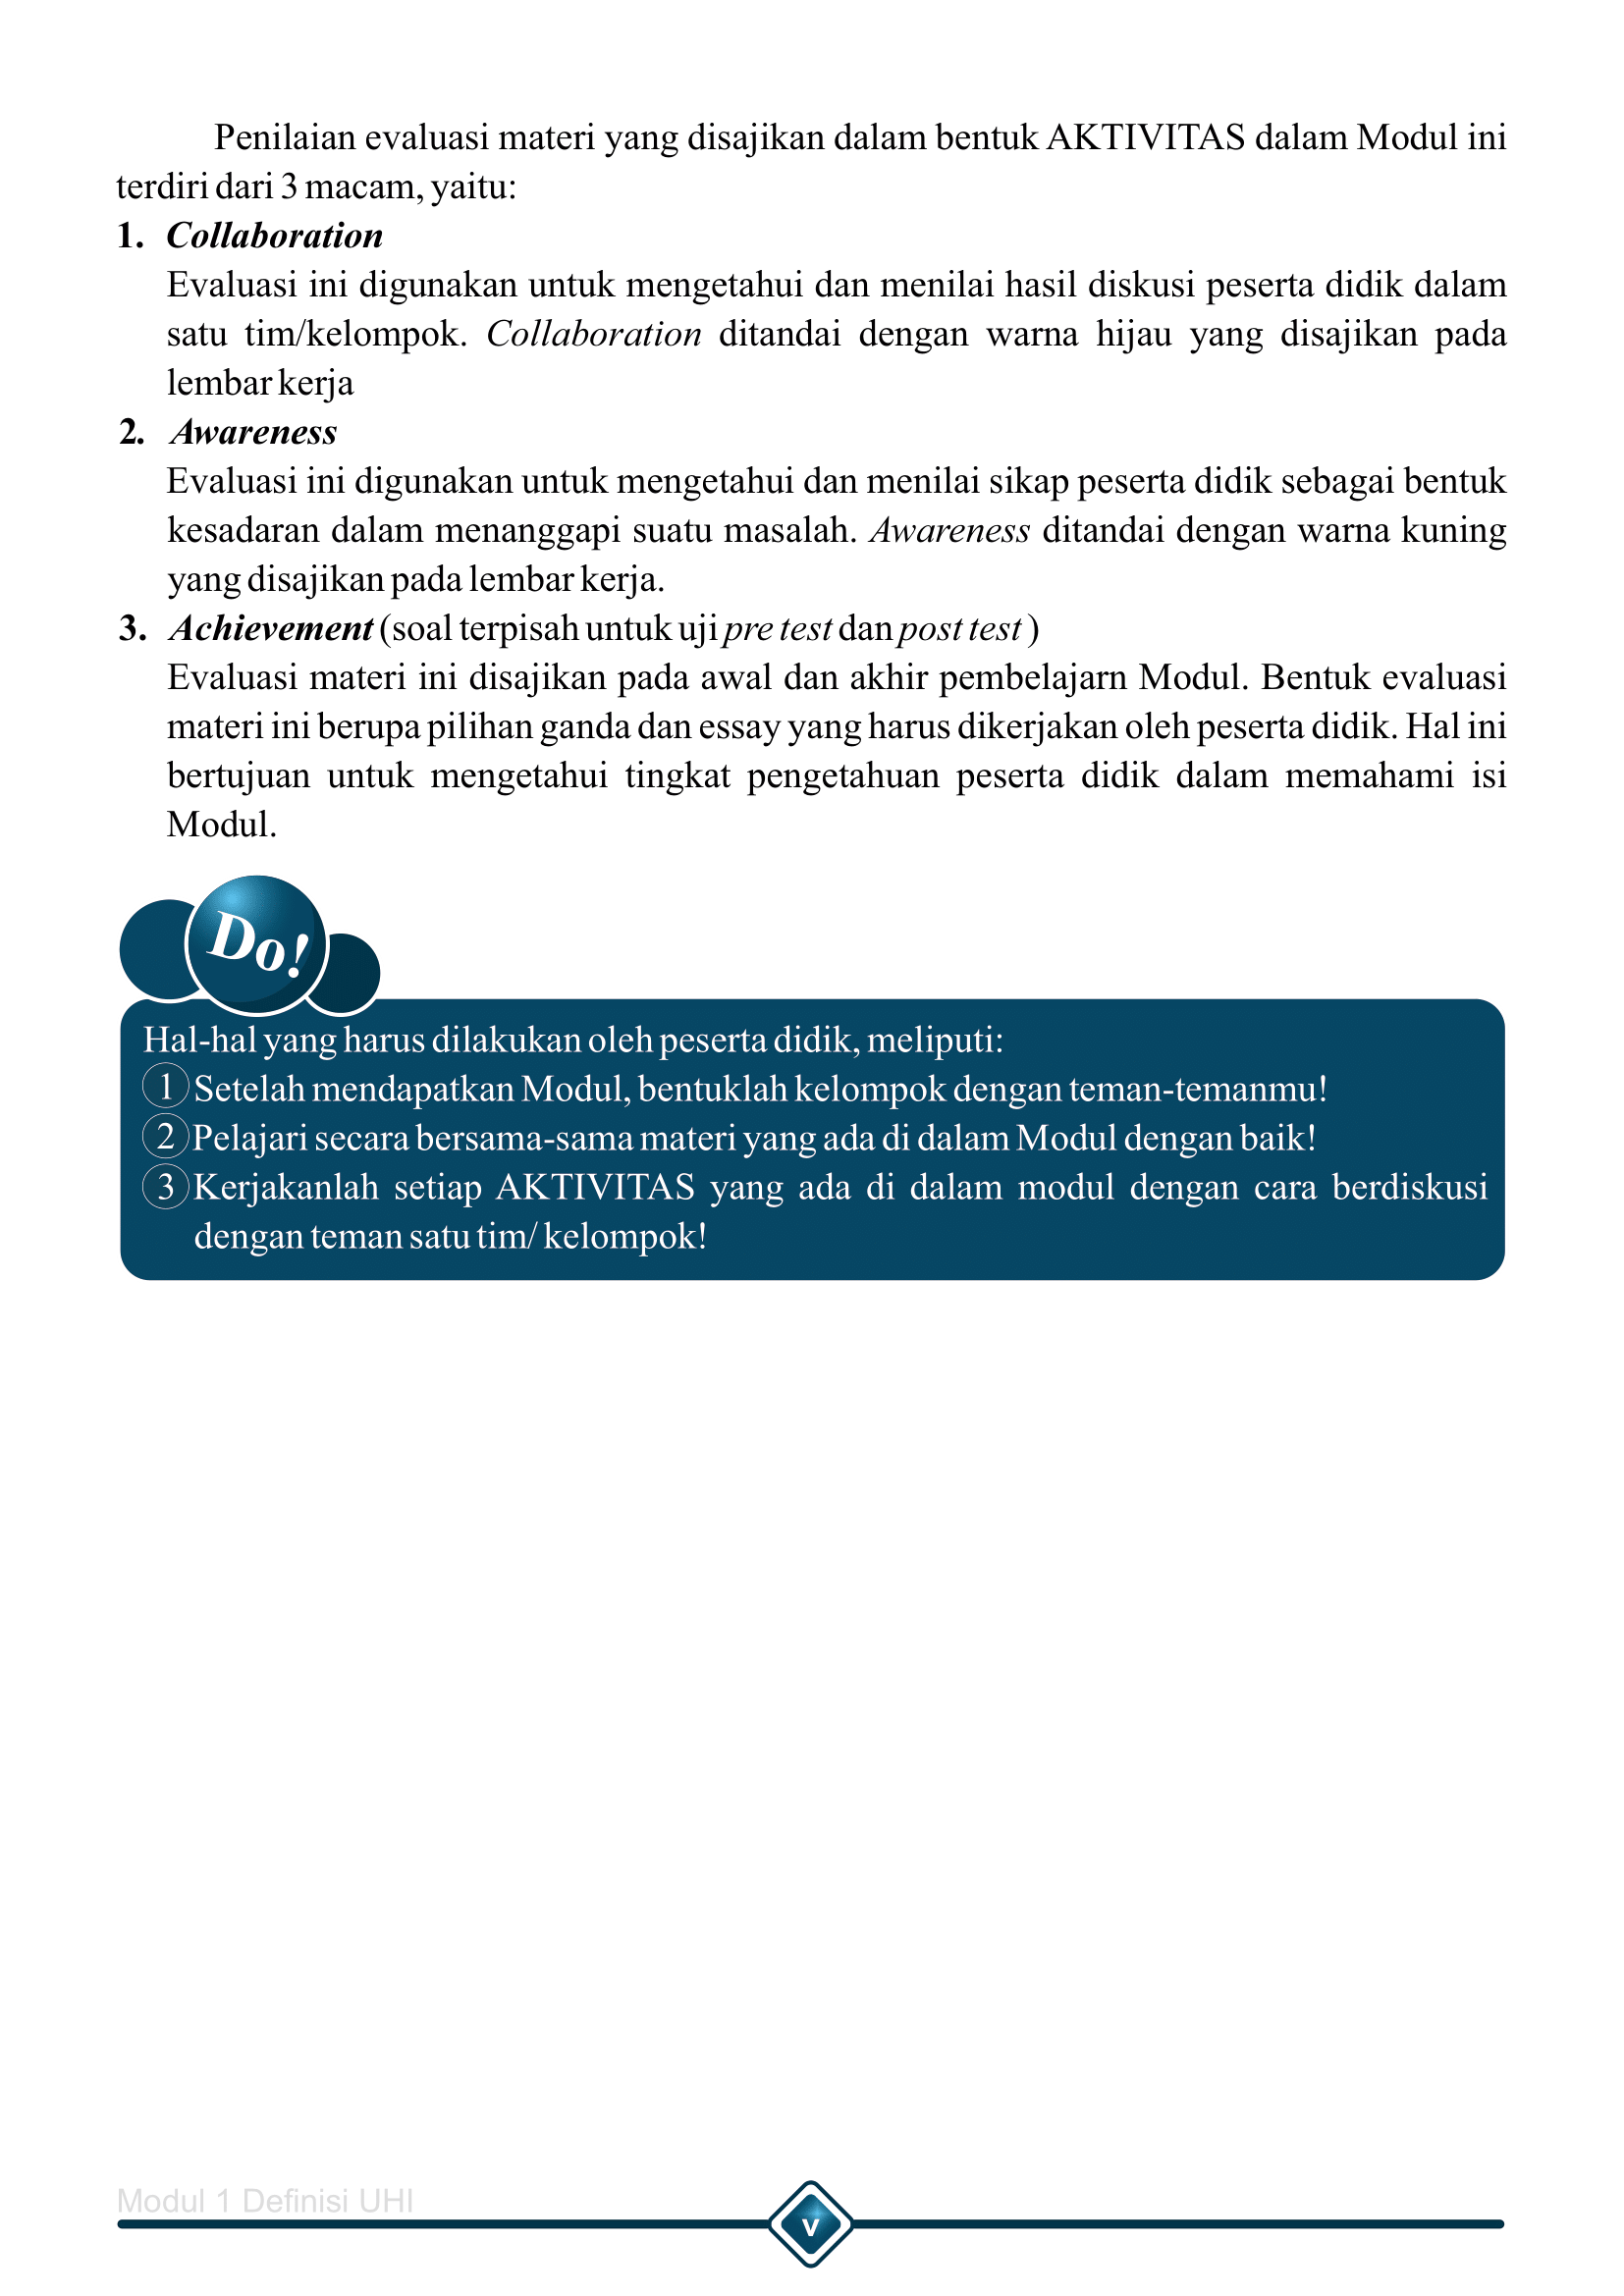 Penilaian evaluasi materi yang disajikan dalam bentuk AKTIVITAS dalam Modul ini
terdiri dari 3 macam, yaitu:
1. Collaboration
Evaluasi ini digunakan untuk mengetahui dan menilai hasil diskusi peserta didik dalam
satu tim/kelompok. Collaboration ditandai dengan warna hijau yang disajikan pada
lembar kerja
2. Awareness
Evaluasi ini digunakan untuk mengetahui dan menilai sikap peserta didik sebagai bentuk
kesadaran dalam menanggapi suatu masalah. Awareness ditandai dengan warna kuning
yang disajikan pada lembar kerja.
3. Achievement (soal terpisah untuk uji pre test dan post test )
Evaluasi materi ini disajikan pada awal dan akhir pembelajarn Modul. Bentuk evaluasi
materi ini berupa pilihan ganda dan essay yang harus dikerjakan oleh peserta didik. Hal ini
bertujuan untuk mengetahui tingkat pengetahuan peserta didik dalam memahami isi
Modul.
Do!
Hal-hal yang harus dilakukan oleh peserta didik, meliputi:
1 Setelah mendapatkan Modul, bentuklah kelompok dengan teman-temanmu!
2 Pelajari secara bersama-sama materi yang ada di dalam Modul dengan baik!
3 Kerjakanlah setiap AKTIVITAS yang ada di dalam modul dengan cara berdiskusi
dengan teman satu tim/ kelompok!
Modul 1 Definisi UHI
v